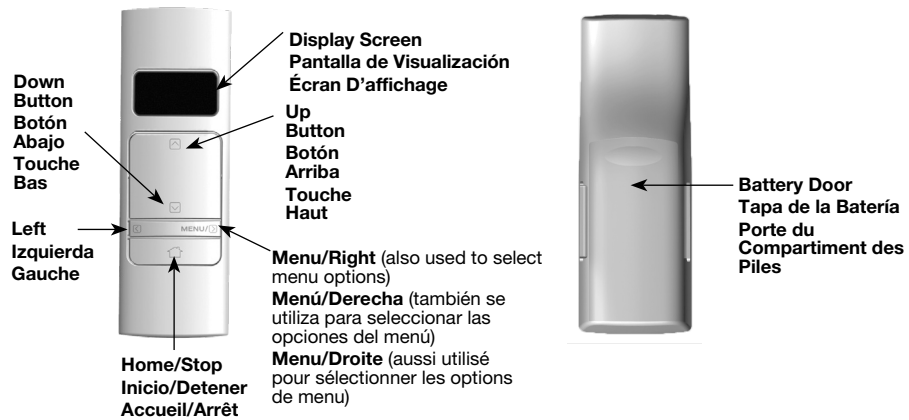 Display Screen
Pantalla de Visualización
Écran D’affichage
Down
Button
Botón
Abajo
Touche
Bas
Up
Button
Botón
Arriba
Touche
Haut
Left
Izquierda
Gauche
MENU/
Menu/Right (also used to select
menu options)
Menú/Derecha (también se
utiliza para seleccionar las
opciones del menú)
Menu/Droite (aussi utilisé
pour sélectionner les options
de menu)
Home/Stop
Inicio/Detener
Accueil/Arrêt
Battery Door
Tapa de la Batería
Porte du
Compartiment des
Piles